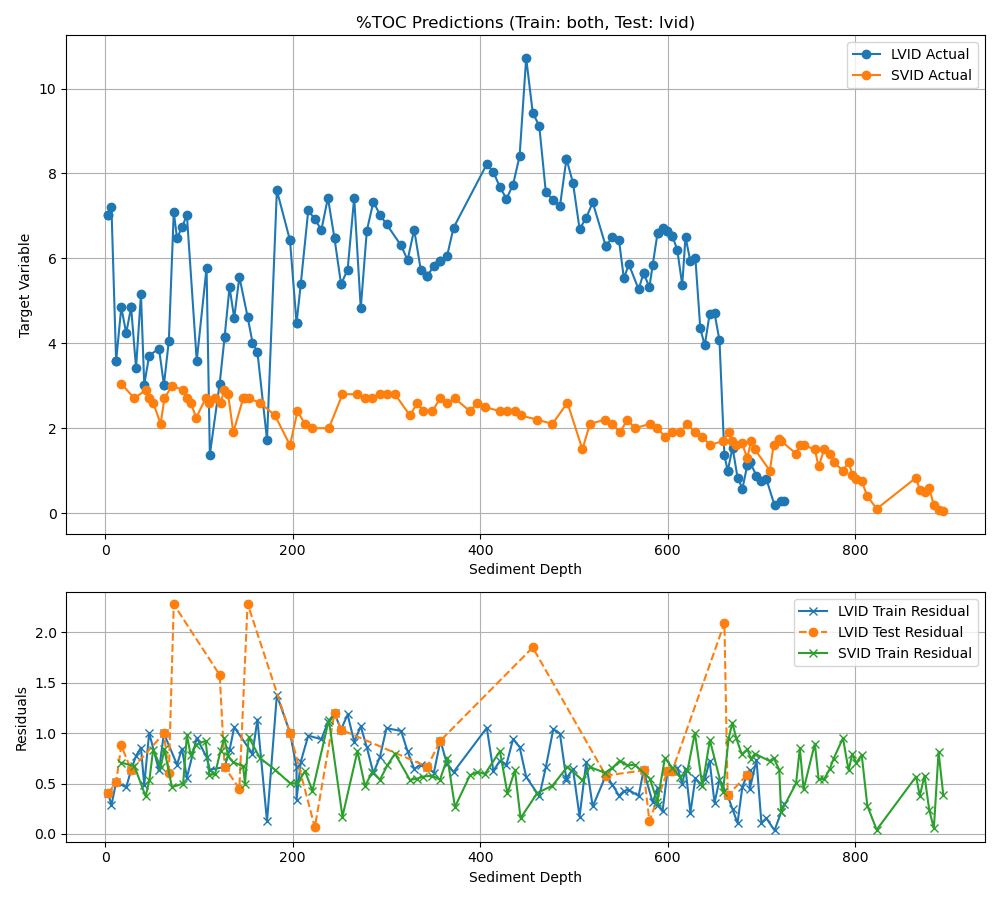 %TOC Predictions (Train: both, Test: lvid)
LVID Actual
SVID Actual
Target Variable
10
8
6
4
2
0
0 200 400 600 800
Sediment Depth
LVID Train Residual
LVID Test Residual
SVID Train Residual
Residuals
2.0
1.5
1.0
0.5
0.0
0 200 400 600 800
Sediment Depth